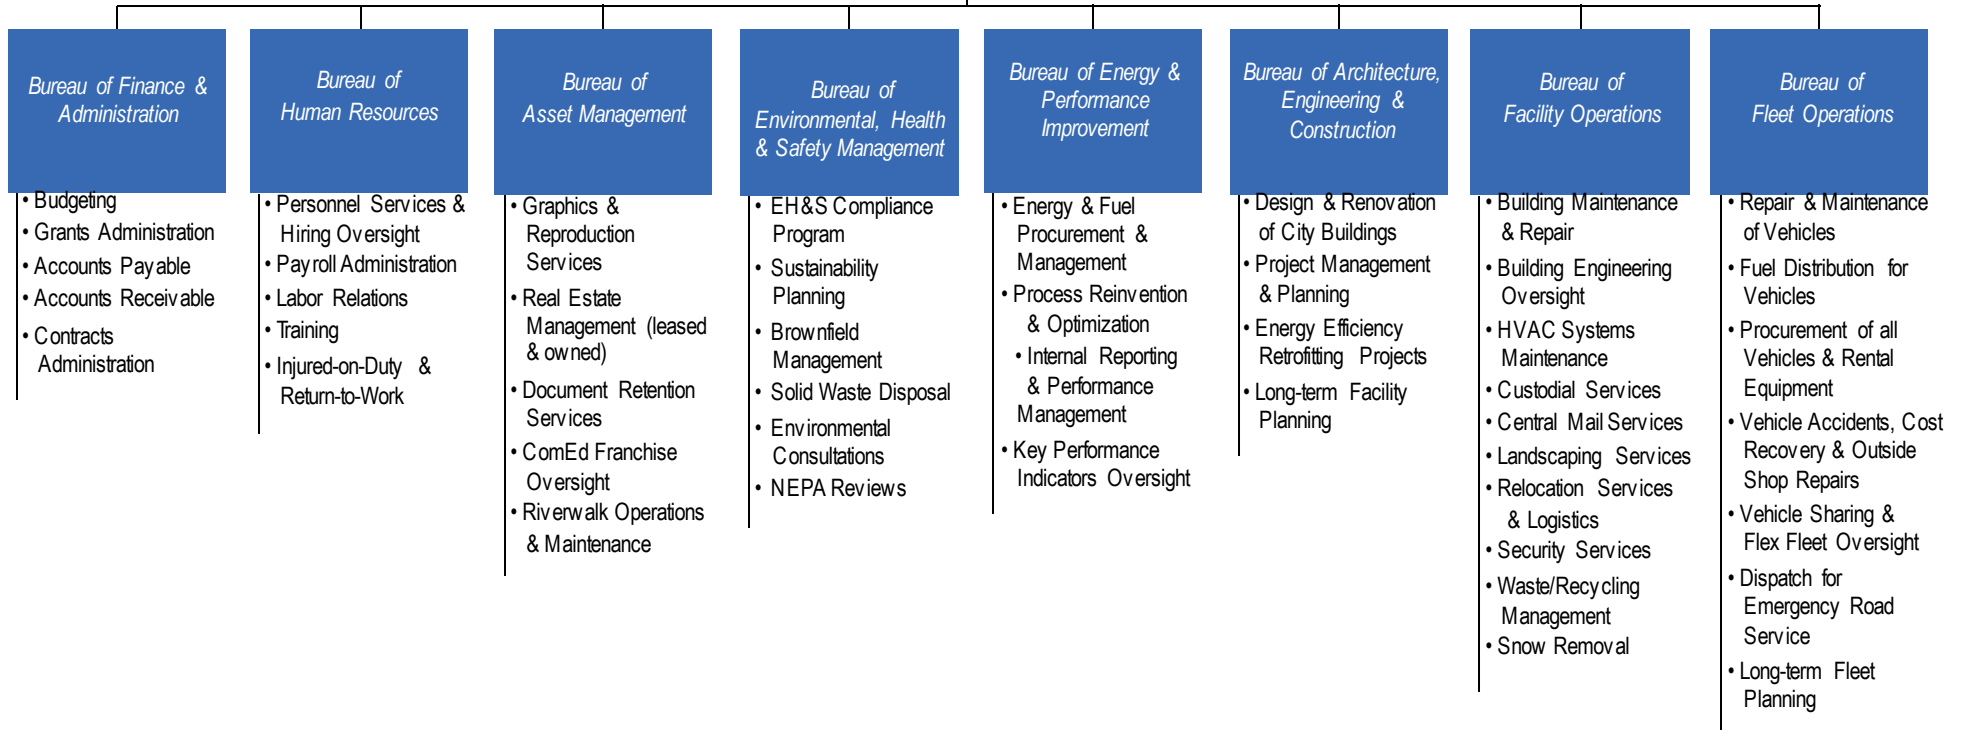 Bureau of Finance &
Administration
• Budgeting
• Grants Administration
• Accounts Payable
• Accounts Receivable
• Contracts
Administration
Bureau of
Human Resources
• Personnel Services &
Hiring Oversight
• Payroll Administration
• Labor Relations
• Training
• Injured-on-Duty &
Return-to-Work
Bureau of
Asset Management
• Graphics &
Reproduction
Services
• Real Estate
Management (leased
& owned)
• Document Retention
Services
• ComEd Franchise
Oversight
• Riverwalk Operations
& Maintenance
Bureau of
Environmental, Health
& Safety Management
• EH&S Compliance
Program
• Sustainability
Planning
• Brownfield
Management
• Solid Waste Disposal
• Environmental
Consultations
• NEPA Reviews
Bureau of Energy &
Performance
Improvement
• Energy & Fuel
Procurement &
Management
• Process Reinvention
& Optimization
• Internal Reporting
& Performance
Management
• Key Performance
Indicators Oversight
Bureau of Architecture,
Engineering &
Construction
• Design & Renovation
of City Buildings
• Project Management
& Planning
• Energy Efficiency
Retrofitting Projects
• Long-term Facility
Planning
Bureau of
Facility Operations
• Building Maintenance
& Repair
• Building Engineering
Oversight
• HVAC Systems
Maintenance
• Custodial Services
• Central Mail Services
• Landscaping Services
• Relocation Services
& Logistics
• Security Services
• Waste/Recycling
Management
• Snow Removal
Bureau of
Fleet Operations
• Repair & Maintenance
of Vehicles
• Fuel Distribution for
Vehicles
• Procurement of all
Vehicles & Rental
Equipment
• Vehicle Accidents, Cost
Recovery & Outside
Shop Repairs
• Vehicle Sharing &
Flex Fleet Oversight
• Dispatch for
Emergency Road
Service
• Long-term Fleet
Planning